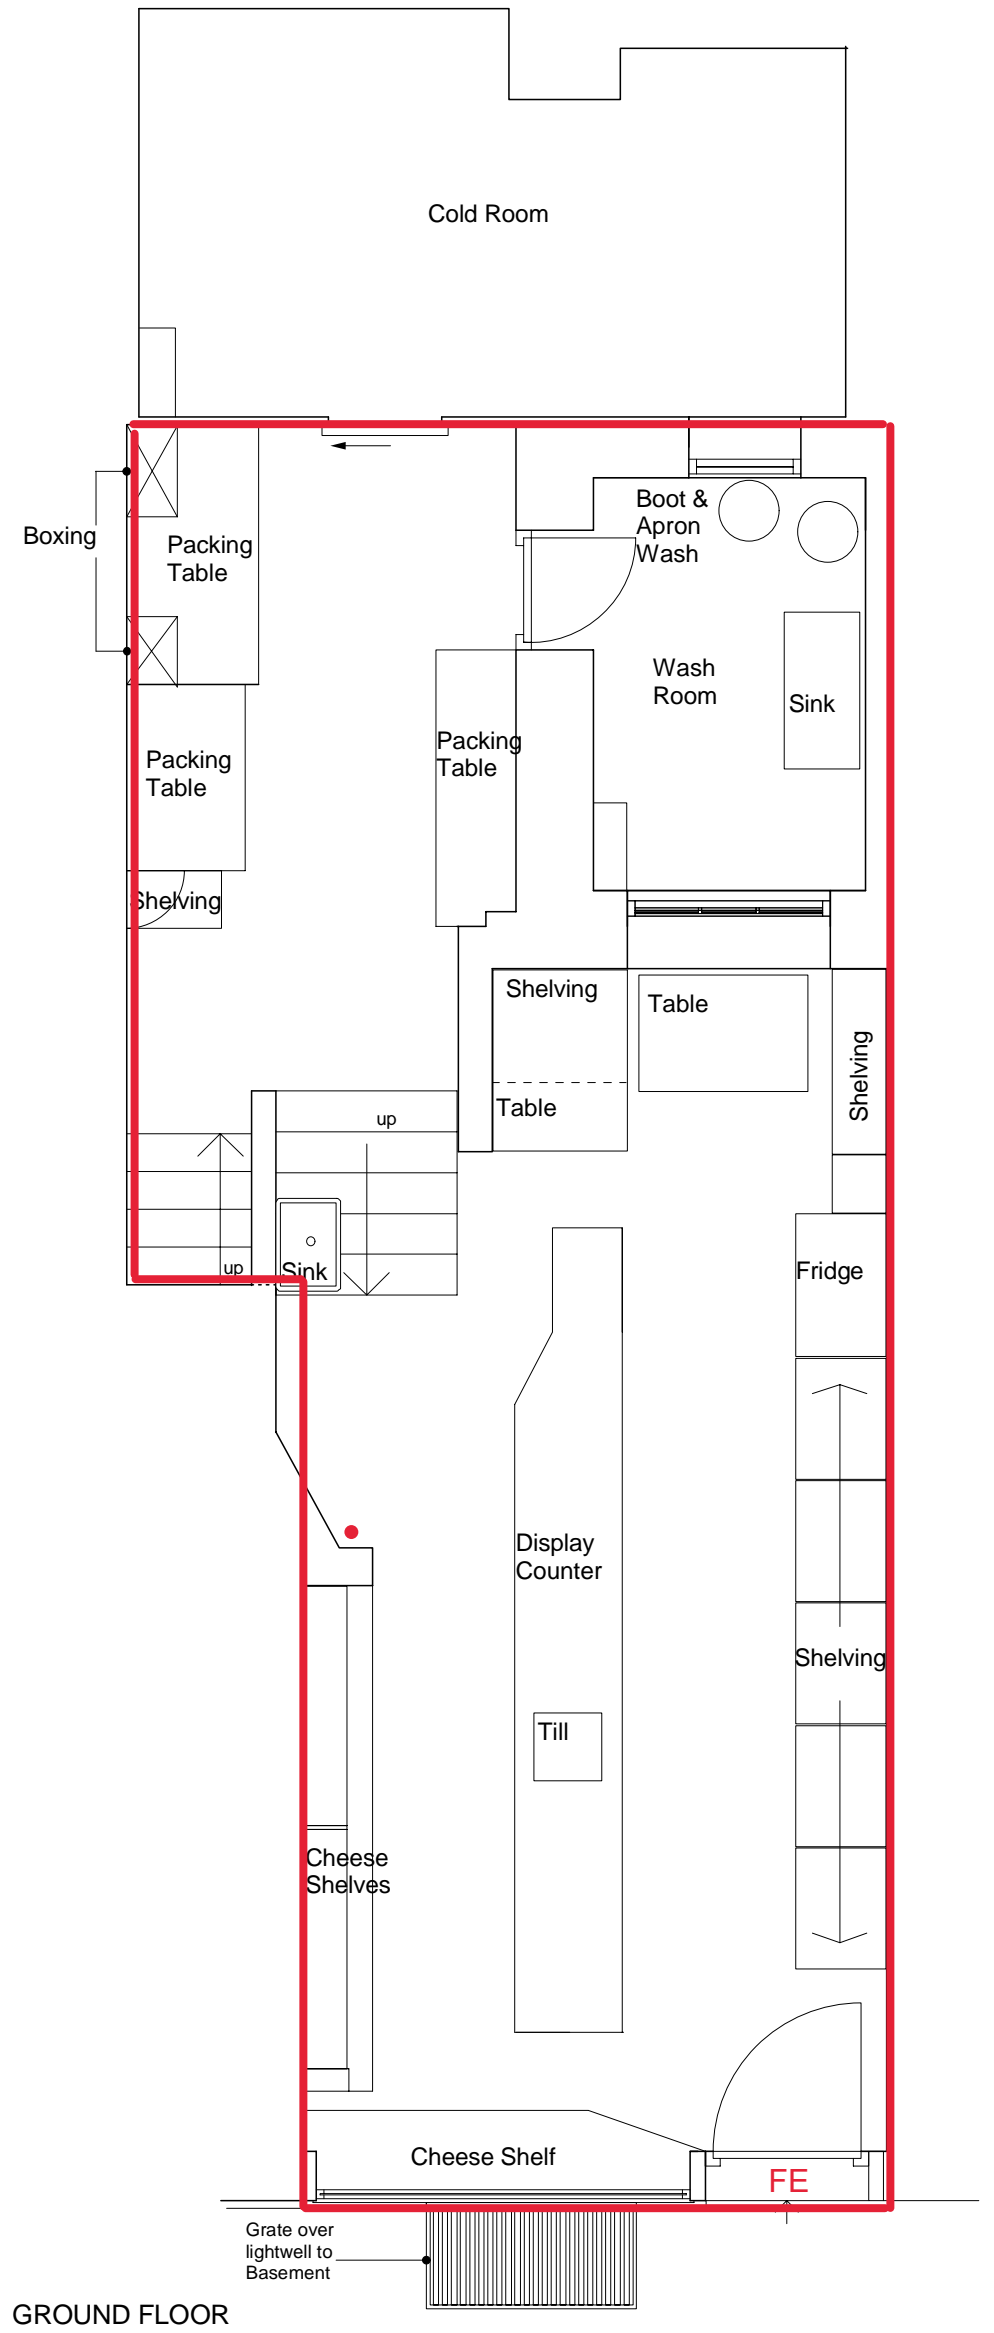 Cold Room
Boot &
Apron
Wash
Boxing
Packing
Table
Wash
Room
Sink
Packing
Table
Packing
Table
Shelving
Shelving
Table
Shelving
Table
up
up
Sink
Fridge
Display
Counter
Shelving
Till
Cheese
Shelves
Cheese Shelf
FE
Grate over
lightwell to
Basement
GROUND FLOOR